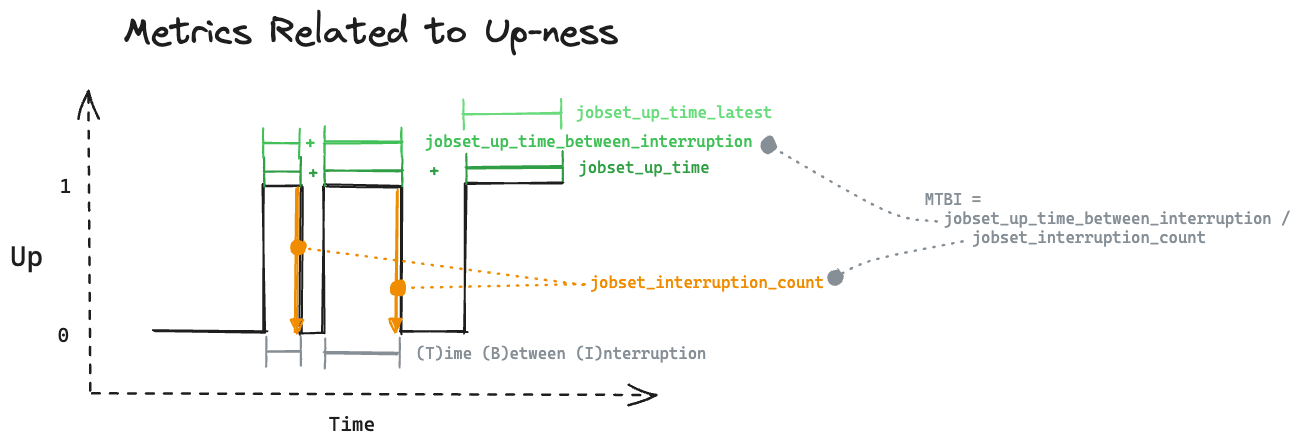 Metrics Related to Up-ness
jobset_up_time_latest
+ jobset_up_time_between_interruption
+ + jobset_up_time
1
MTBI =
jobset_up_time_between_interruption /
jobset_interruption_count
Up
jobset_interruption_count
0
(T)ime (B)etween (I)nterruption
Time